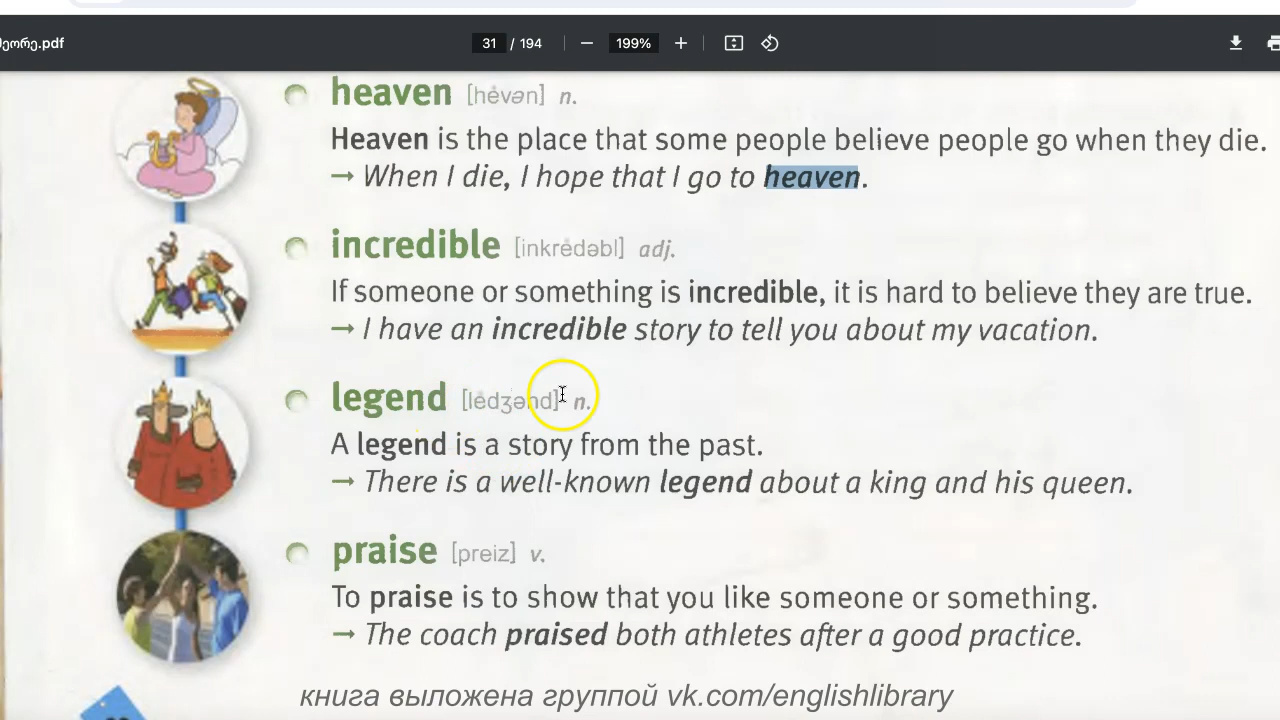 მეორე.pdf
31 / 194
199%
heaven [hévən] n.
Heaven is the place that some people believe people go when they die.
→ When I die, I hope that I go to heaven.
incredible [inkrédəbl] adj.
If someone or something is incredible, it is hard to believe they are true.
→ I have an incredible story to tell you about my vacation.
legend [lédʒənd] n.
A legend is a story from the past.
→ There is a well-known legend about a king and his queen.
praise [preiz] v.
To praise is to show that you like someone or something.
→ The coach praised both athletes after a good practice.
книга выложена группой vk.com/englishlibrary